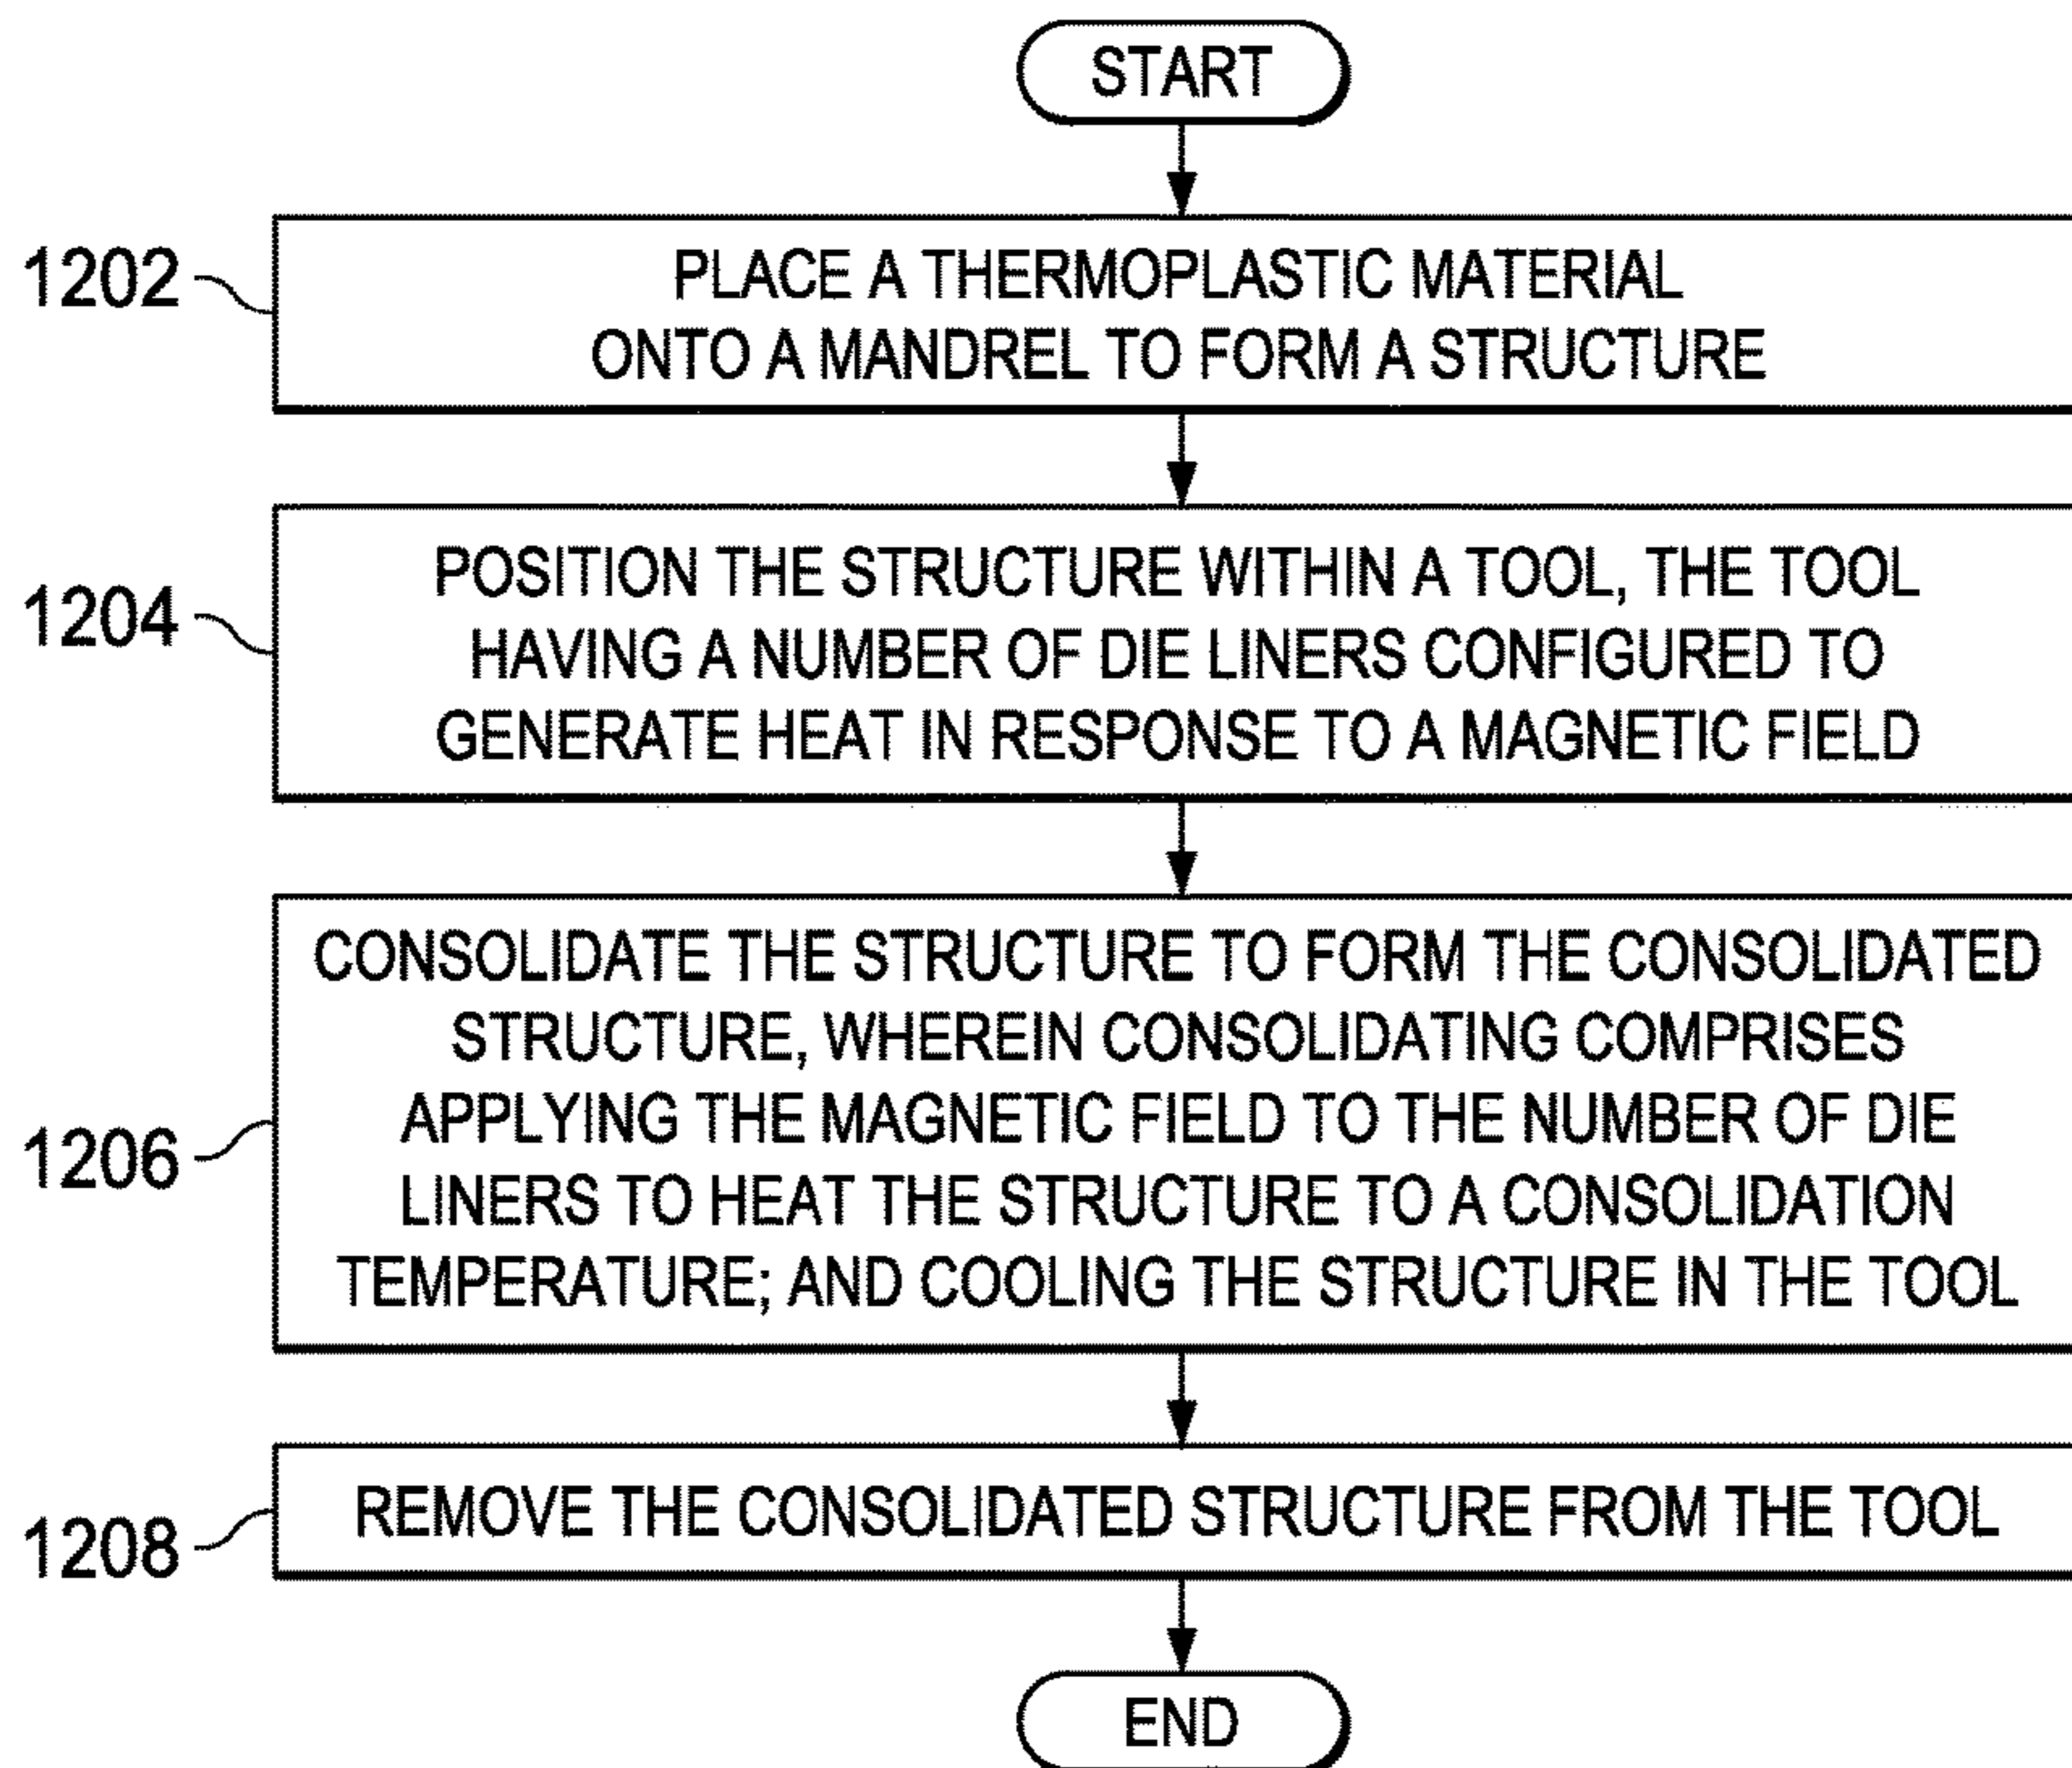 START
1202
PLACE A THERMOPLASTIC MATERIAL
ONTO A MANDREL TO FORM A STRUCTURE
1204
POSITION THE STRUCTURE WITHIN A TOOL, THE TOOL
HAVING A NUMBER OF DIE LINERS CONFIGURED TO
GENERATE HEAT IN RESPONSE TO A MAGNETIC FIELD
1206
CONSOLIDATE THE STRUCTURE TO FORM THE CONSOLIDATED
STRUCTURE, WHEREIN CONSOLIDATING COMPRISES
APPLYING THE MAGNETIC FIELD TO THE NUMBER OF DIE
LINERS TO HEAT THE STRUCTURE TO A CONSOLIDATION
TEMPERATURE; AND COOLING THE STRUCTURE IN THE TOOL
1208
REMOVE THE CONSOLIDATED STRUCTURE FROM THE TOOL
END